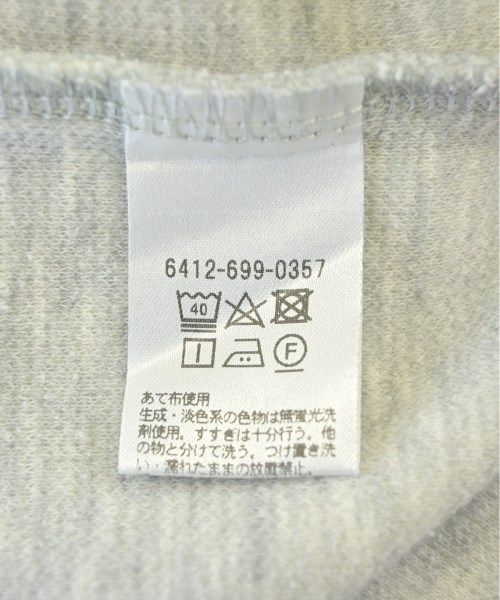 6412-699-0357
40
F
あて布使用
生成・淡色系の色物は無蛍光洗
剤使用。すすぎは十分行う。他
の物と分けて洗う。つけ置き洗
い・濡れたままの放置禁止。